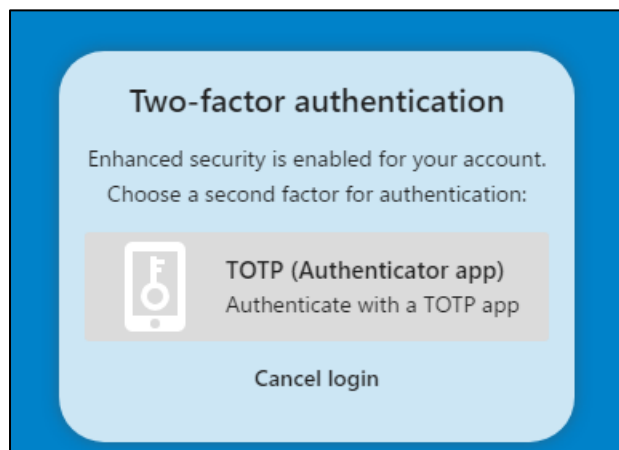 Two-factor authentication
Enhanced security is enabled for your account.
Choose a second factor for authentication:
TOTP (Authenticator app)
Authenticate with a TOTP app
Cancel login